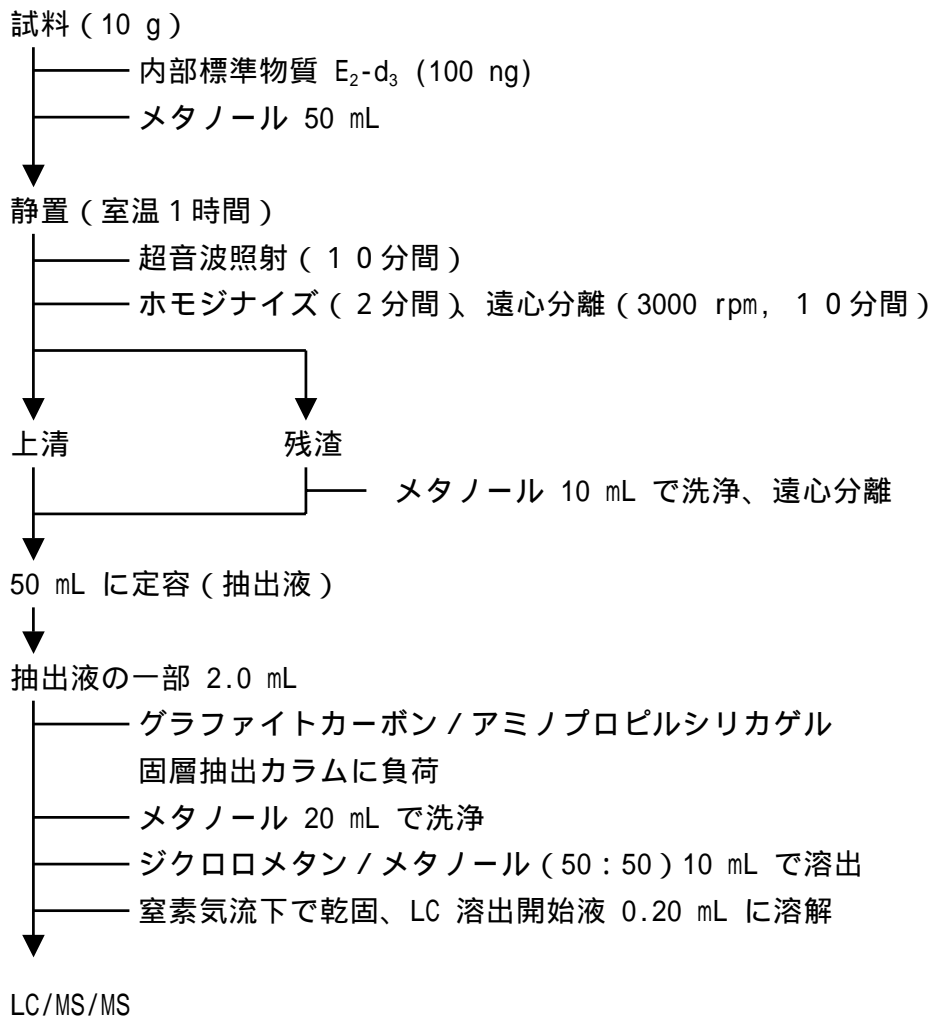 試料（10 g）
内部標準物質 E₂-d₃ (100 ng)
メタノール 50 mL
静置（室温１時間）
超音波照射（１０分間）
ホモジナイズ（２分間）、遠心分離（3000 rpm, １０分間）
上清 残渣
メタノール 10 mL で洗浄、遠心分離
50 mL に定容（抽出液）
抽出液の一部 2.0 mL
グラファイトカーボン／アミノプロピルシリカゲル
固層抽出カラムに負荷
メタノール 20 mL で洗浄
ジクロロメタン／メタノール（50：50）10 mL で溶出
窒素気流下で乾固、LC 溶出開始液 0.20 mL に溶解
LC/MS/MS